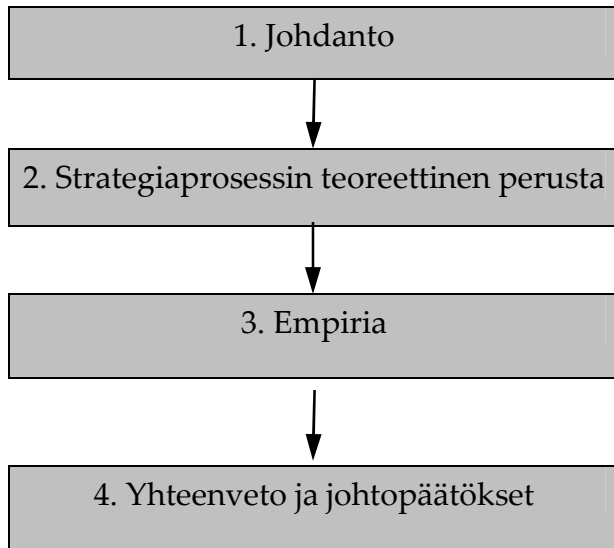 1. Johdanto
2. Strategiaprosessin teoreettinen perusta
3. Empiria
4. Yhteenveto ja johtopäätökset